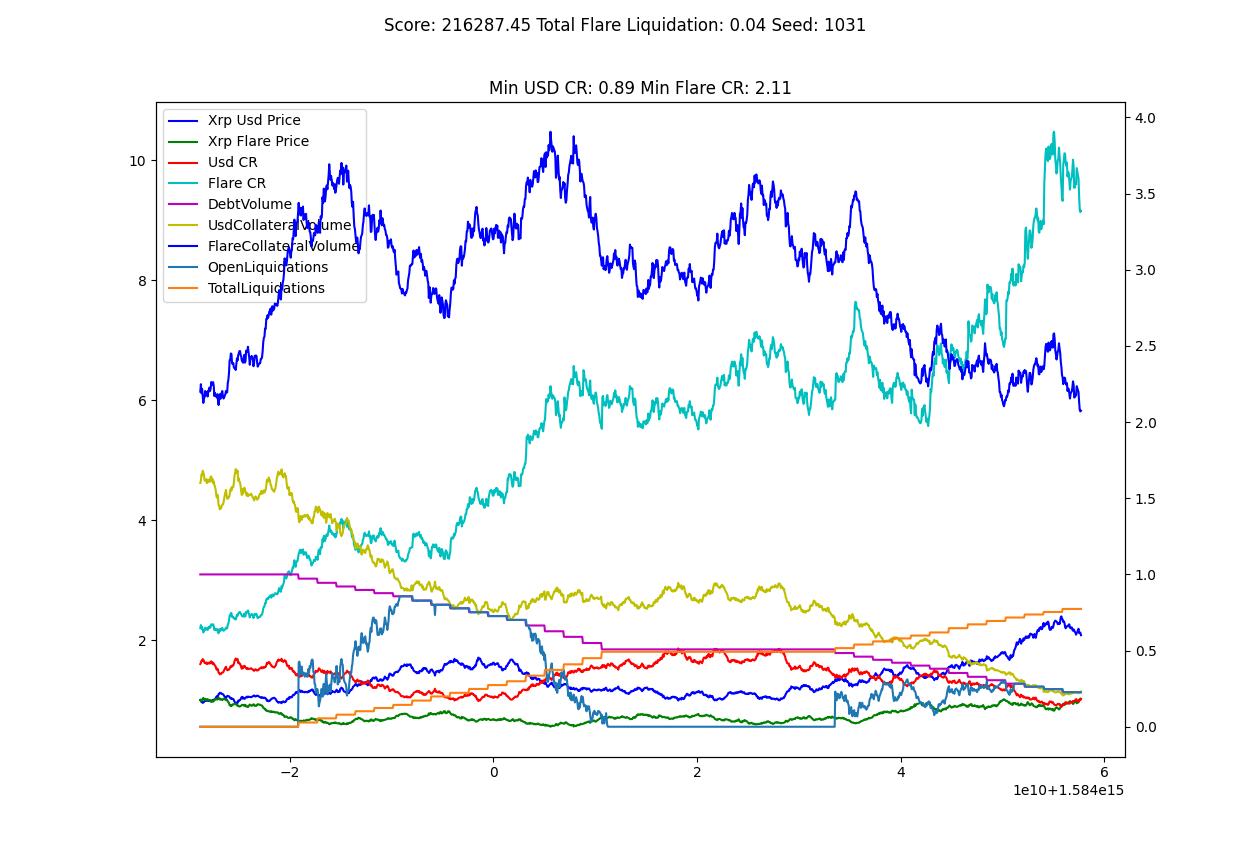 Score: 216287.45 Total Flare Liquidation: 0.04 Seed: 1031
Min USD CR: 0.89 Min Flare CR: 2.11
Xrp Usd Price
Xrp Flare Price
Usd CR
Flare CR
DebtVolume
UsdCollateralVolume
FlareCollateralVolume
OpenLiquidations
TotalLiquidations
10
8
6
4
2
4.0
3.5
3.0
2.5
2.0
1.5
1.0
0.5
0.0
−2
0
2
4
6
1e10+1.584e15